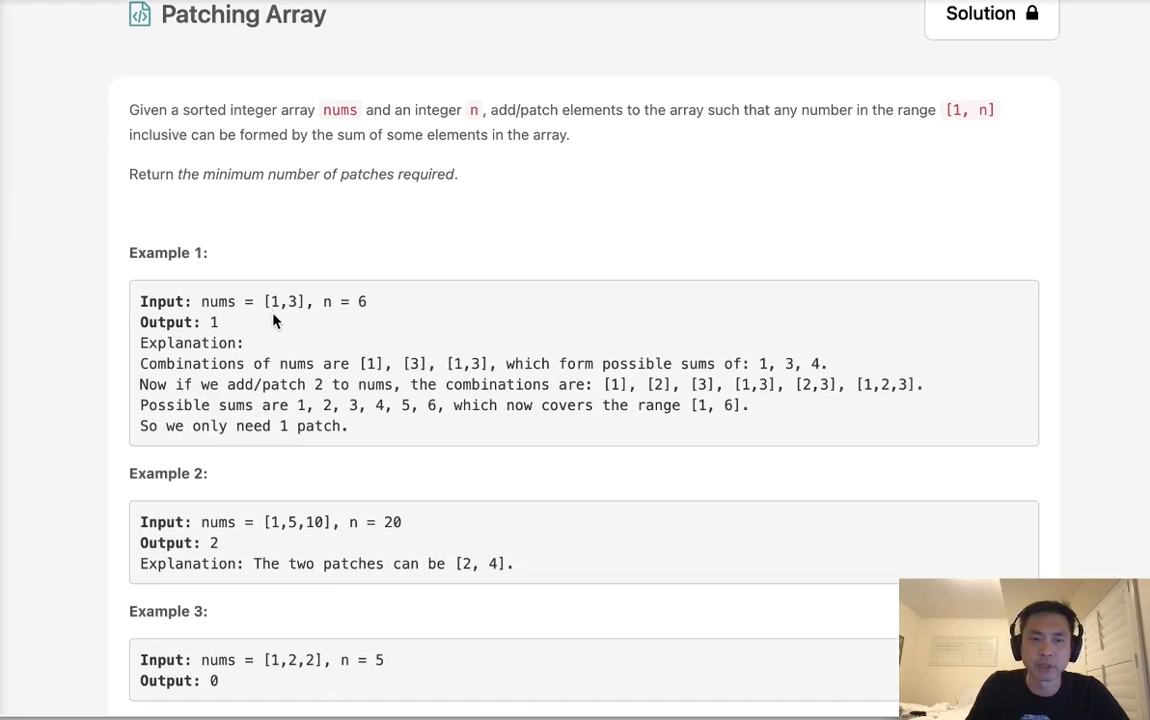 Patching Array
Solution
Given a sorted integer array nums and an integer n, add/patch elements to the array such that any number in the range [1, n]
inclusive can be formed by the sum of some elements in the array.
Return the minimum number of patches required.
Example 1:
Input: nums = [1,3], n = 6
Output: 1
Explanation:
Combinations of nums are [1], [3], [1,3], which form possible sums of: 1, 3, 4.
Now if we add/patch 2 to nums, the combinations are: [1], [2], [3], [1,3], [2,3], [1,2,3].
Possible sums are 1, 2, 3, 4, 5, 6, which now covers the range [1, 6].
So we only need 1 patch.
Example 2:
Input: nums = [1,5,10], n = 20
Output: 2
Explanation: The two patches can be [2, 4].
Example 3:
Input: nums = [1,2,2], n = 5
Output: 0